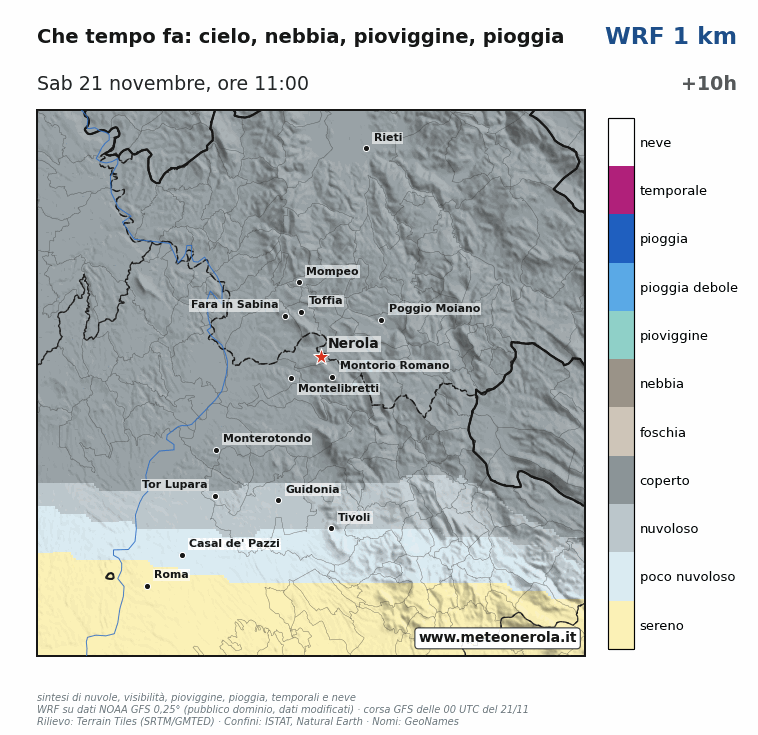 Che tempo fa: cielo, nebbia, pioviggine, pioggia
WRF 1 km
Sab 21 novembre, ore 11:00
+10h
Rieti
Mompeo
Fara in Sabina
Toffia
Poggio Moiano
Nerola
Montorio Romano
Montelibretti
Monterotondo
Tor Lupara
Guidonia
Tivoli
Casal de' Pazzi
Roma
www.meteonerola.it
neve
temporale
pioggia
pioggia debole
pioviggine
nebbia
foschia
coperto
nuvoloso
poco nuvoloso
sereno
sintesi di nuvole, visibilità, pioviggine, pioggia, temporali e neve
WRF su dati NOAA GFS 0,25° (pubblico dominio, dati modificati) · corsa GFS delle 00 UTC del 21/11
Rilievo: Terrain Tiles (SRTM/GMTED) · Confini: ISTAT, Natural Earth · Nomi: GeoNames